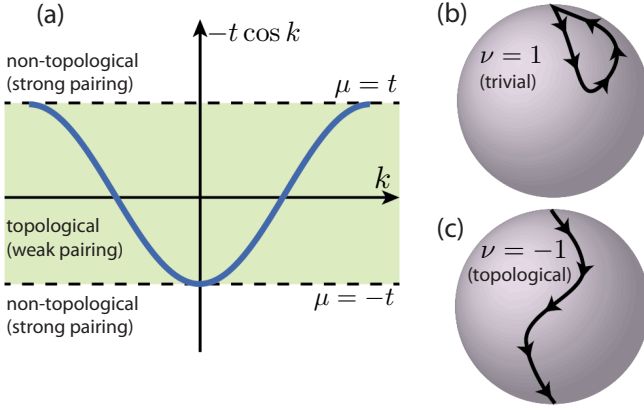 (a)
−t cos k
non-topological
(strong pairing)
μ = t
k
topological
(weak pairing)
non-topological
(strong pairing)
μ = −t
(b)
ν = 1
(trivial)
(c)
ν = −1
(topological)